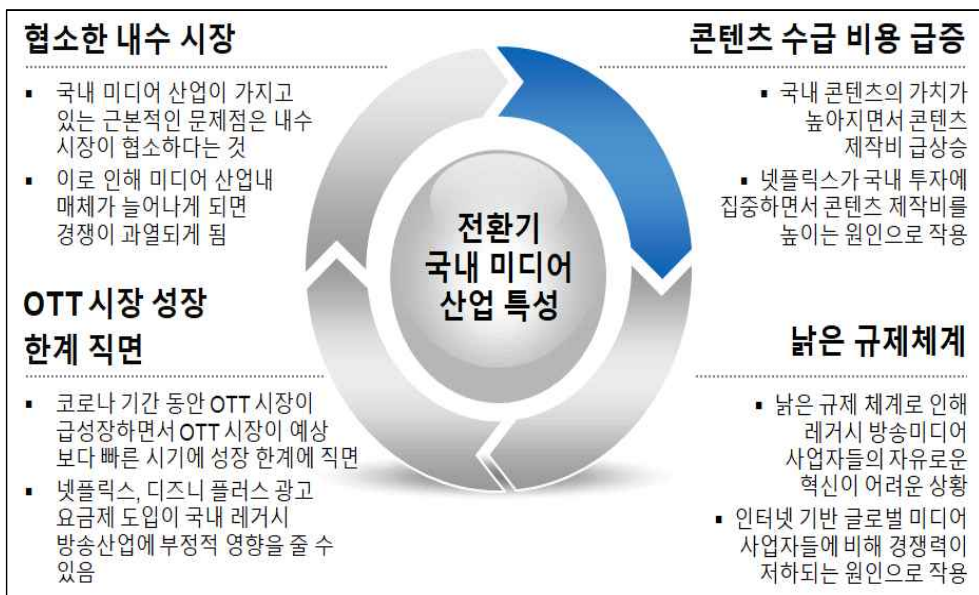 협소한 내수 시장
▪ 국내 미디어 산업이 가지고
있는 근본적인 문제점은 내수
시장이 협소하다는 것
▪ 이로 인해 미디어 산업내
매체가 늘어나게 되면
경쟁이 과열되게 됨
콘텐츠 수급 비용 급증
▪ 국내 콘텐츠의 가치가
높아지면서 콘텐츠
제작비 급상승
▪ 넷플릭스가 국내 투자에
집중하면서 콘텐츠 제작비를
높이는 원인으로 작용
전환기
국내 미디어
산업 특성
OTT 시장 성장
한계 직면
▪ 코로나 기간 동안 OTT 시장이
급성장하면서 OTT 시장이 예상
보다 빠른 시기에 성장 한계에 직면
▪ 넷플릭스, 디즈니 플러스 광고
요금제 도입이 국내 레거시
방송산업에 부정적 영향을 줄 수
있음
낡은 규제체계
▪ 낡은 규제 체계로 인해
레거시 방송미디어
사업자들의 자유로운
혁신이 어려운 상황
▪ 인터넷 기반 글로벌 미디어
사업자들에 비해 경쟁력이
저하되는 원인으로 작용